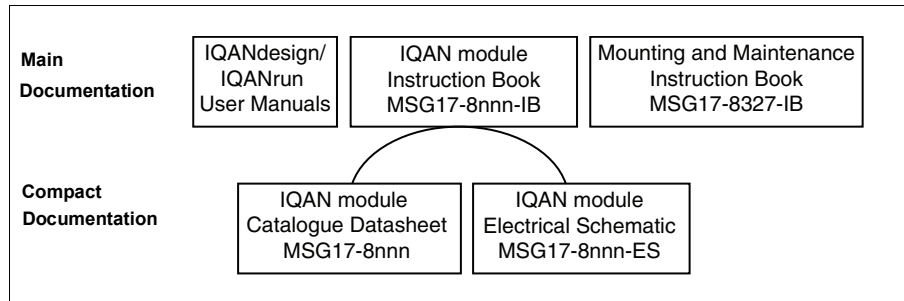 Main
Documentation
IQANdesign/
IQANrun
User Manuals
IQAN module
Instruction Book
MSG17-8nnn-IB
Mounting and Maintenance
Instruction Book
MSG17-8327-IB
Compact
Documentation
IQAN module
Catalogue Datasheet
MSG17-8nnn
IQAN module
Electrical Schematic
MSG17-8nnn-ES